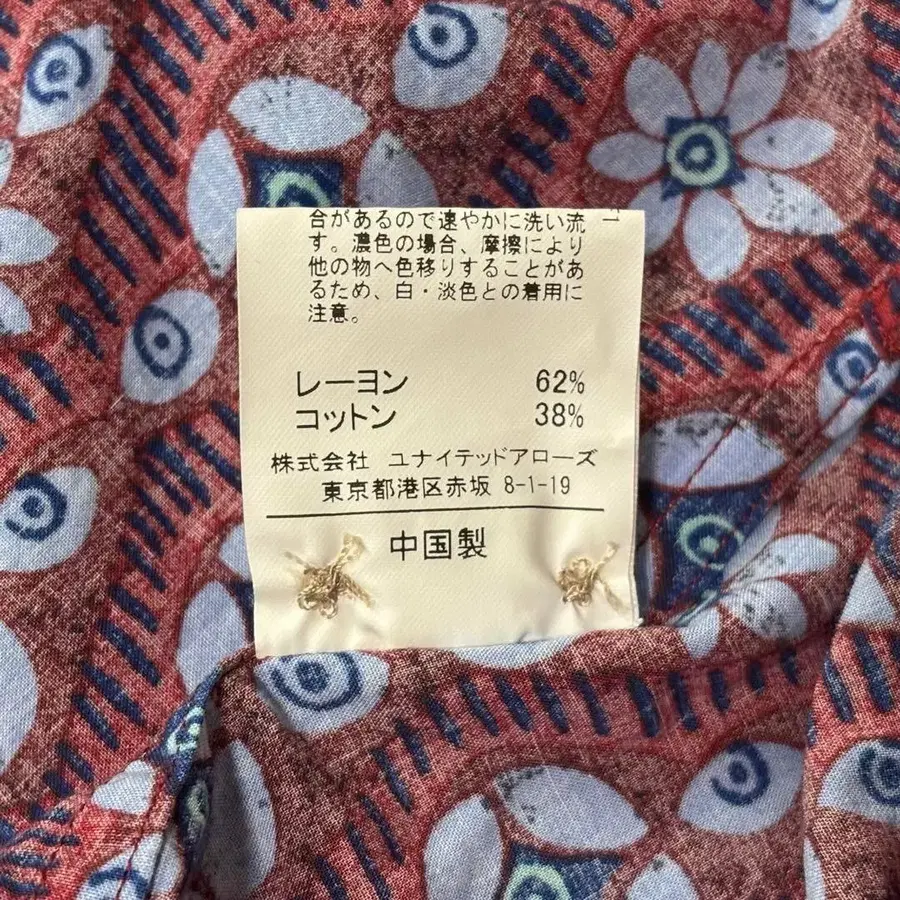 合があるので速やかに洗い流
す。濃色の場合、摩擦により
他の物へ色移りすることがあ
るため、白・淡色との着用に
注意。
レーヨン 62%
コットン 38%
株式会社 ユナイテッドアローズ
東京都港区赤坂 8-1-19
中国製